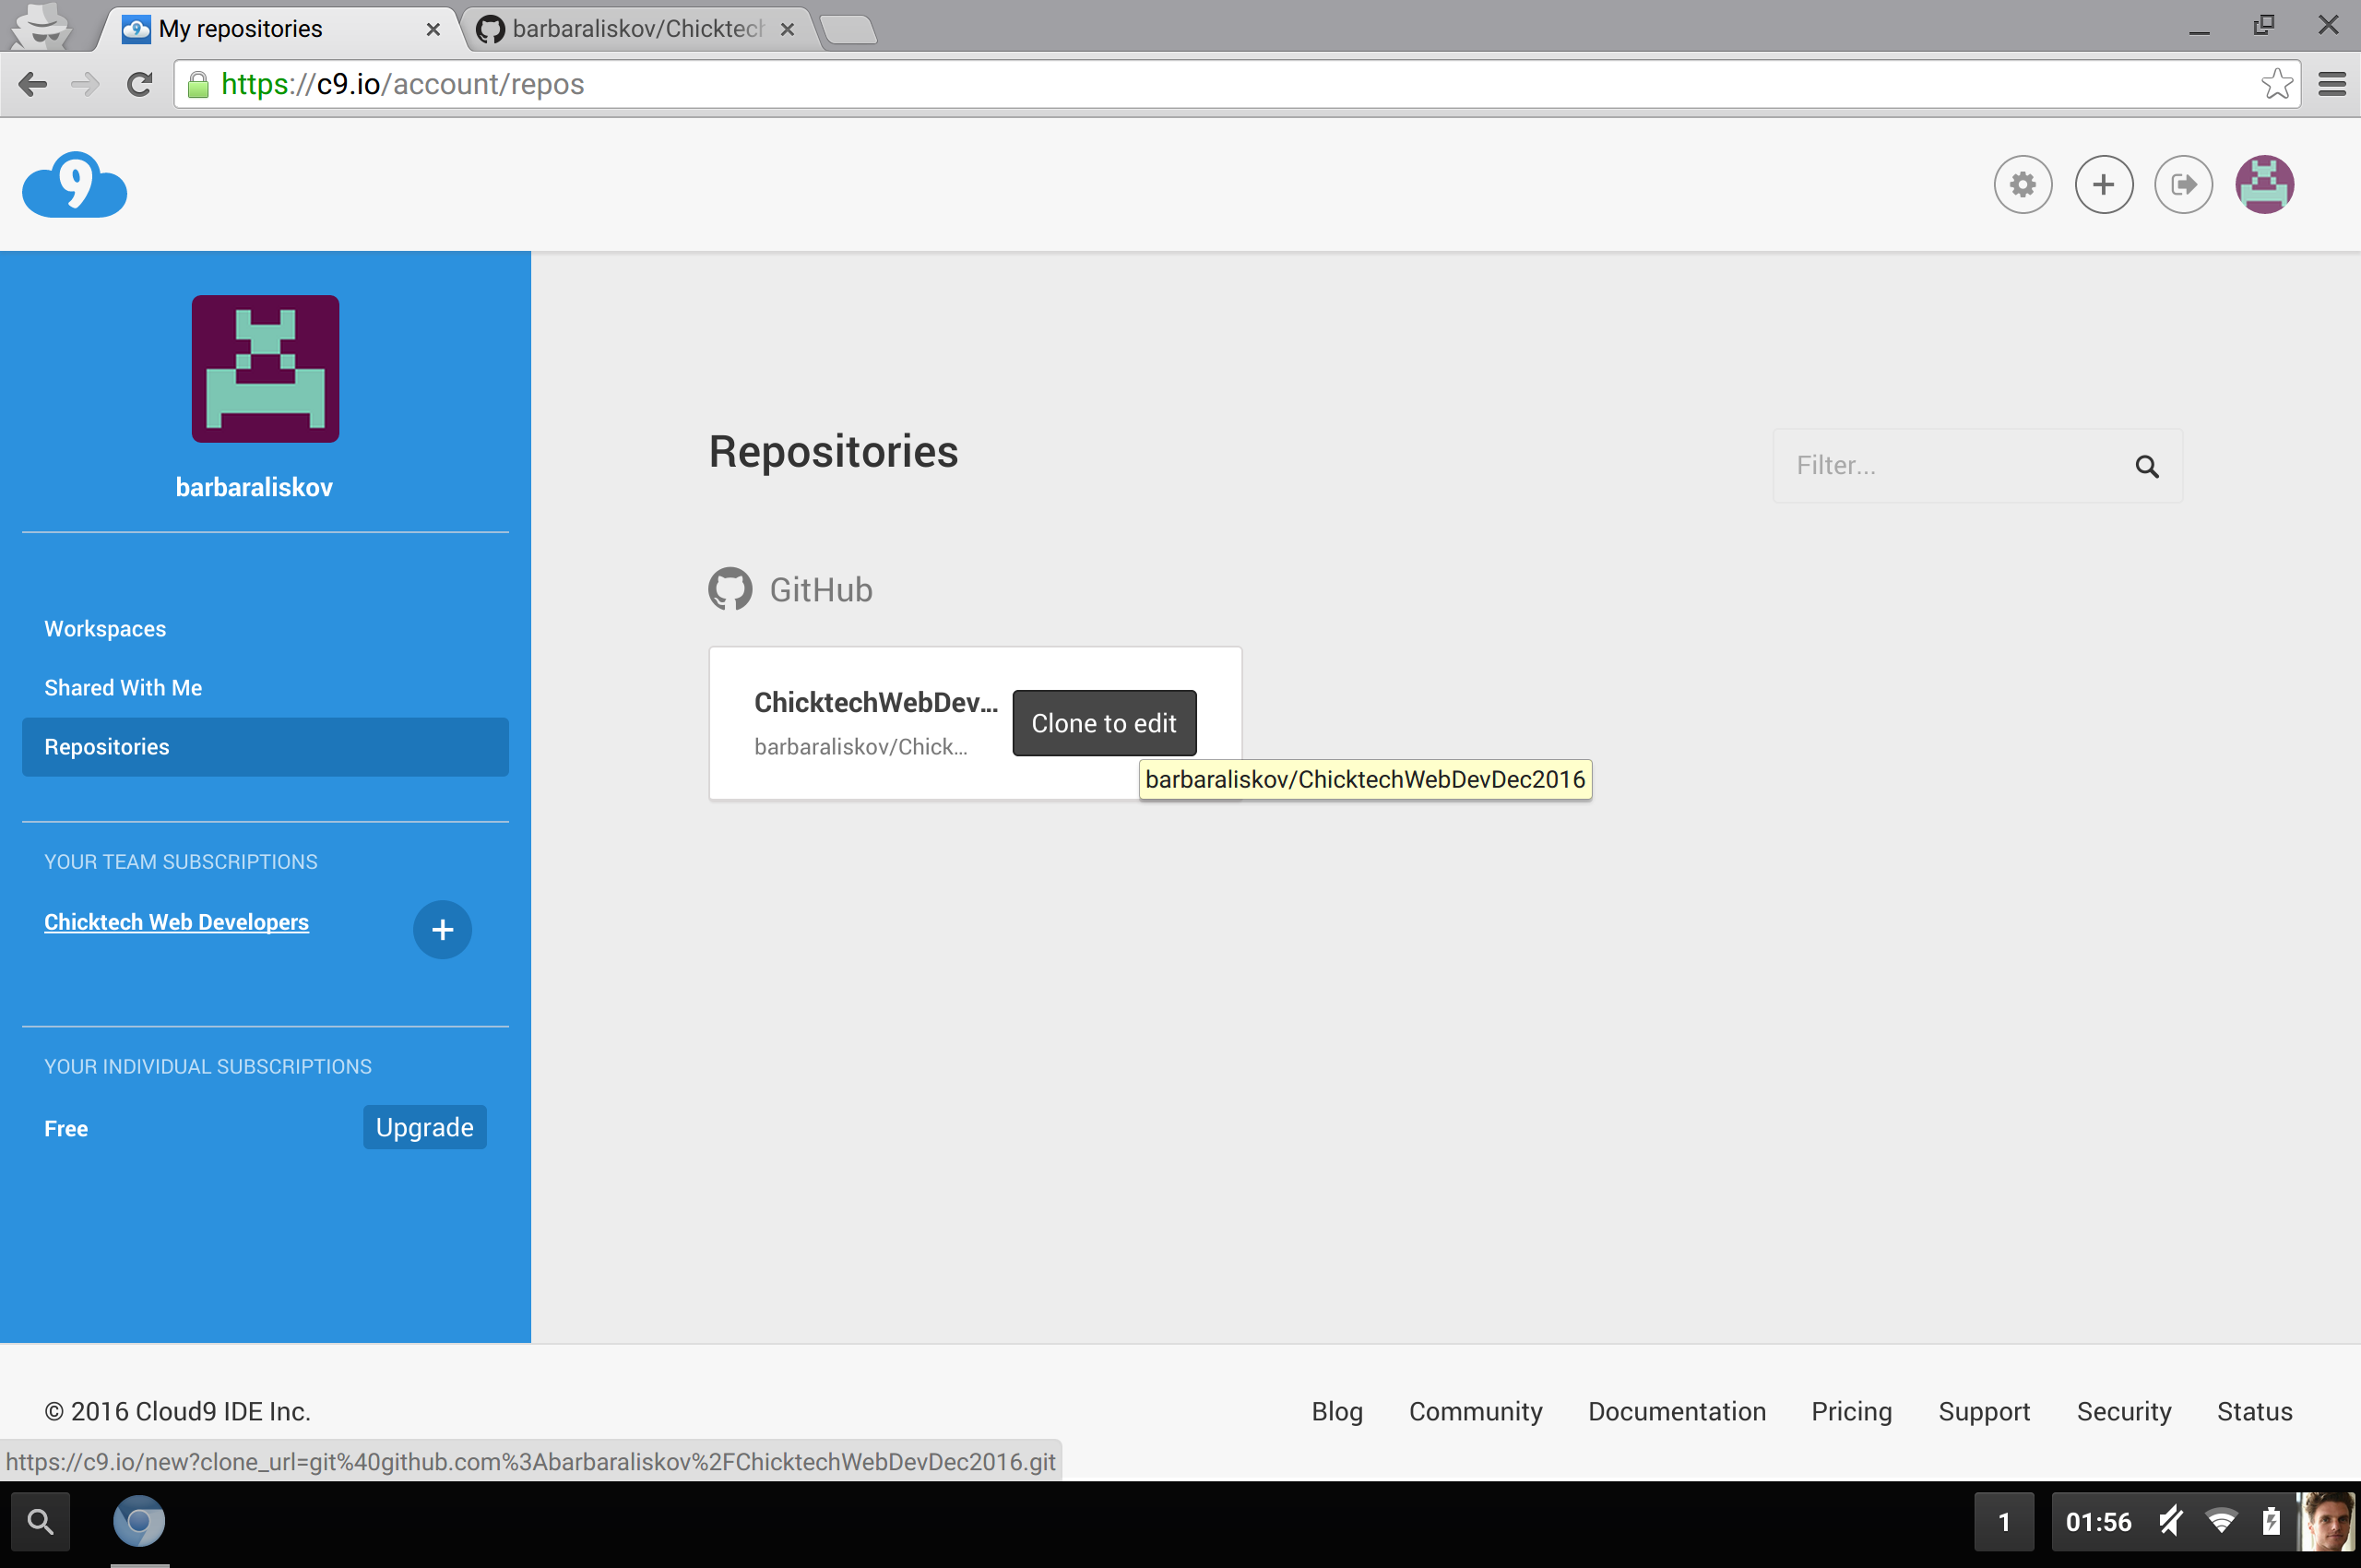 My repositories
barbaraliskov/Chicktech
https://c9.io/account/repos
9
barbaraliskov
Workspaces
Shared With Me
Repositories
YOUR TEAM SUBSCRIPTIONS
Chicktech Web Developers
+
YOUR INDIVIDUAL SUBSCRIPTIONS
Free
Upgrade
Repositories
Filter...
GitHub
ChicktechWebDev...
barbaraliskov/Chick...
Clone to edit
barbaraliskov/ChicktechWebDevDec2016
© 2016 Cloud9 IDE Inc.
Blog Community Documentation Pricing Support Security Status
https://c9.io/new?clone_url=git%40github.com%3Abarbaraliskov%2FChicktechWebDevDec2016.git
1
01:56